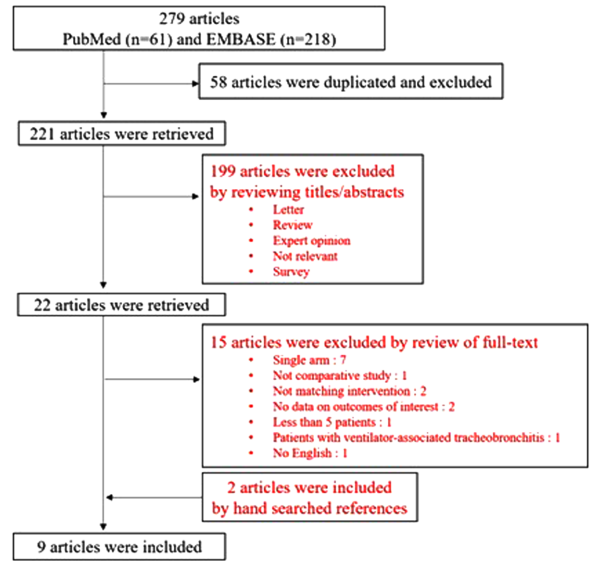 279 articles
PubMed (n=61) and EMBASE (n=218)
58 articles were duplicated and excluded
221 articles were retrieved
199 articles were excluded
by reviewing titles/abstracts
• Letter
• Review
• Expert opinion
• Not relevant
• Survey
22 articles were retrieved
15 articles were excluded by review of full-text
• Single arm : 7
• Not comparative study : 1
• Not matching intervention : 2
• No data on outcomes of interest : 2
• Less than 5 patients : 1
• Patients with ventilator-associated tracheobronchitis : 1
• No English : 1
2 articles were included
by hand searched references
9 articles were included